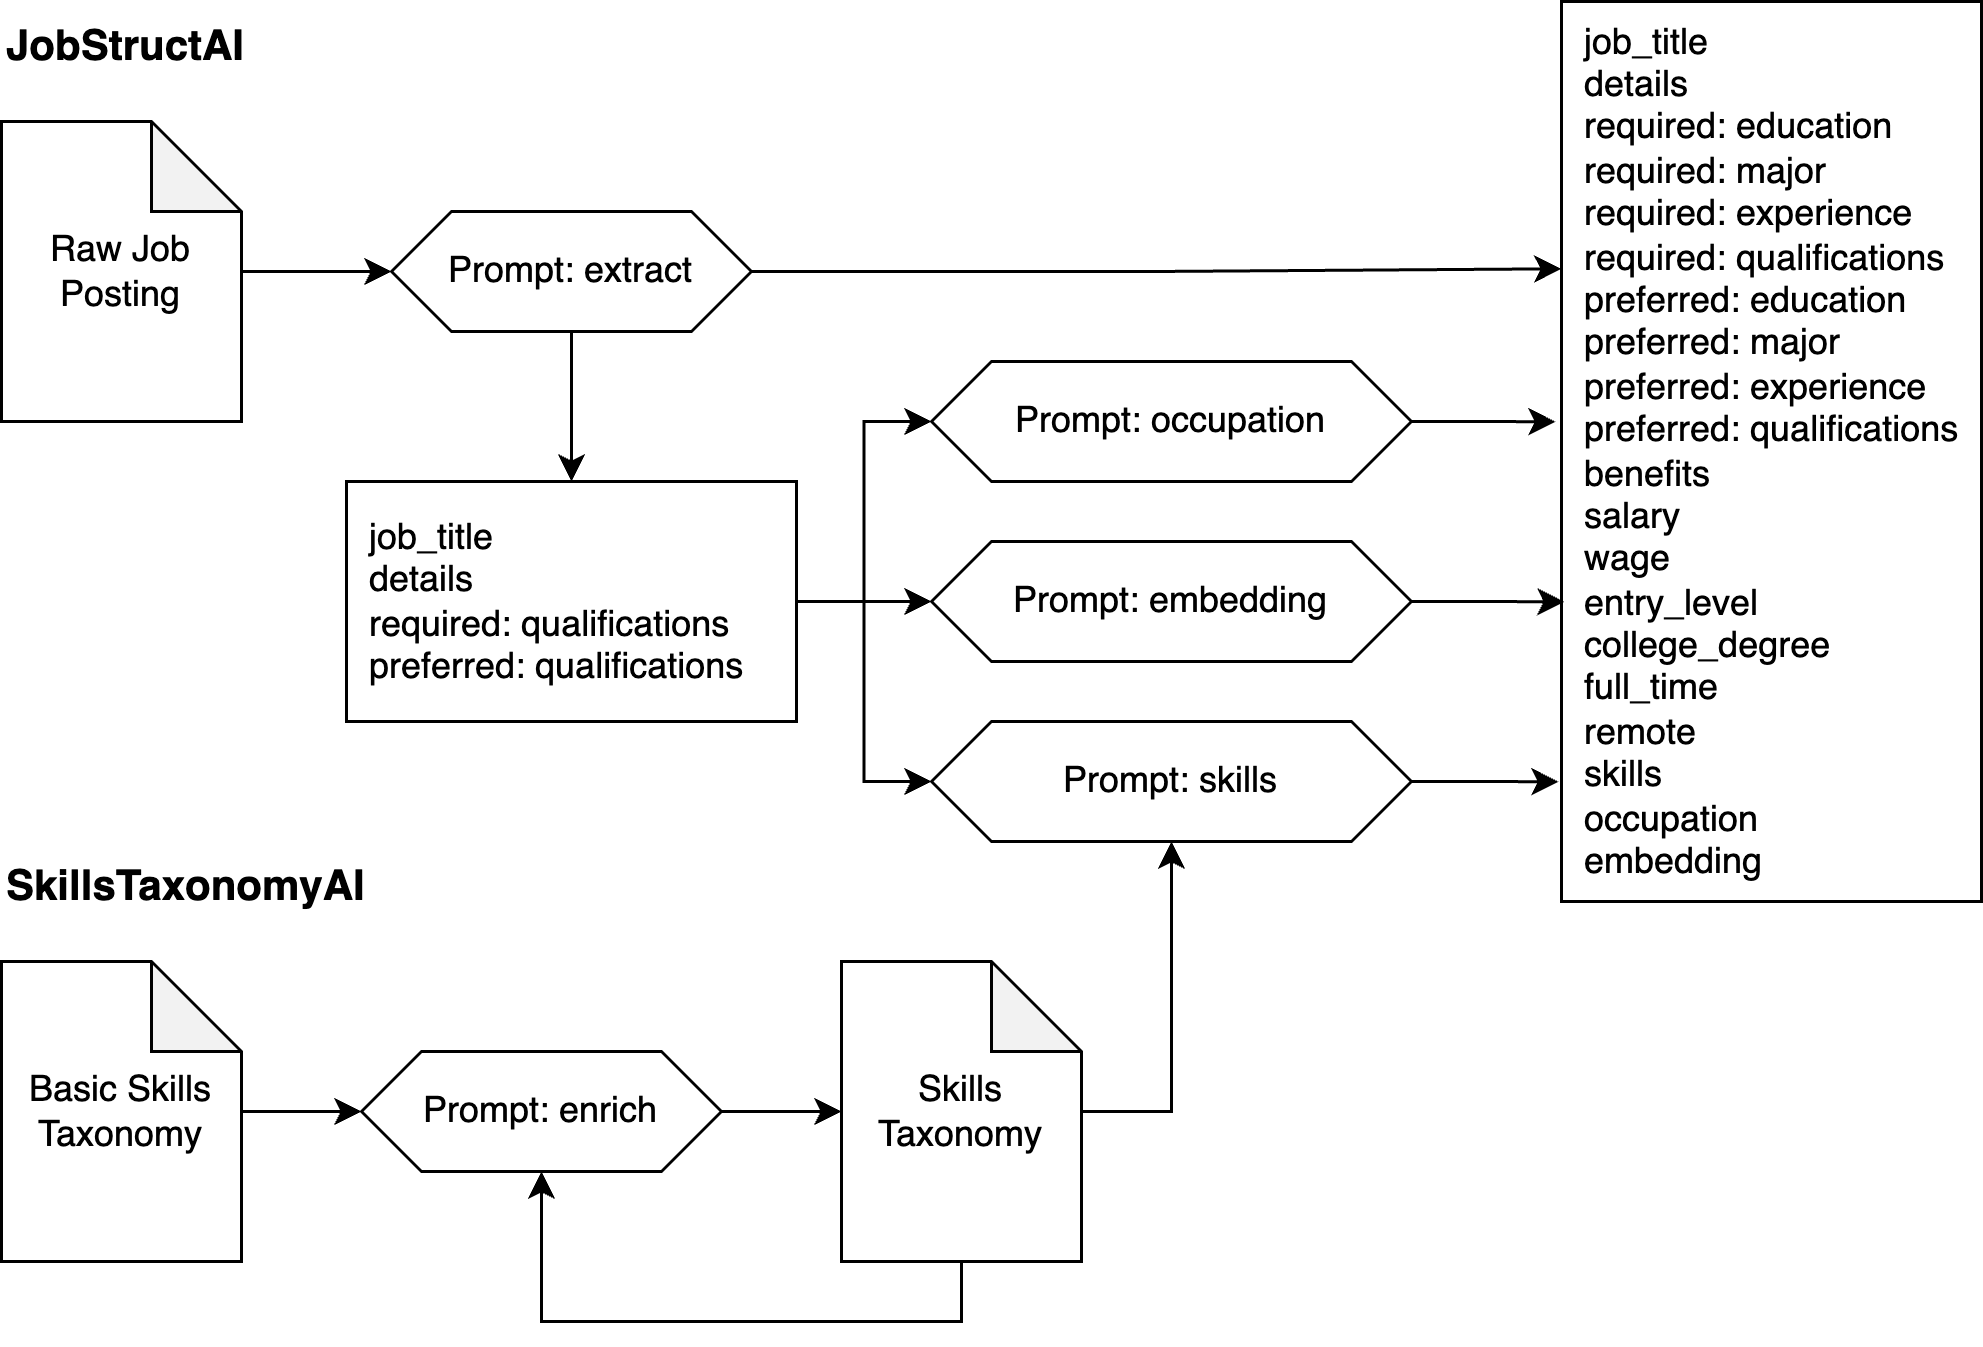 JobStructAI
Raw Job
Posting
Prompt: extract
job_title
details
required: qualifications
preferred: qualifications
Prompt: occupation
Prompt: embedding
Prompt: skills
job_title
details
required: education
required: major
required: experience
required: qualifications
preferred: education
preferred: major
preferred: experience
preferred: qualifications
benefits
salary
wage
entry_level
college_degree
full_time
remote
skills
occupation
embedding
SkillsTaxonomyAI
Basic Skills
Taxonomy
Prompt: enrich
Skills
Taxonomy